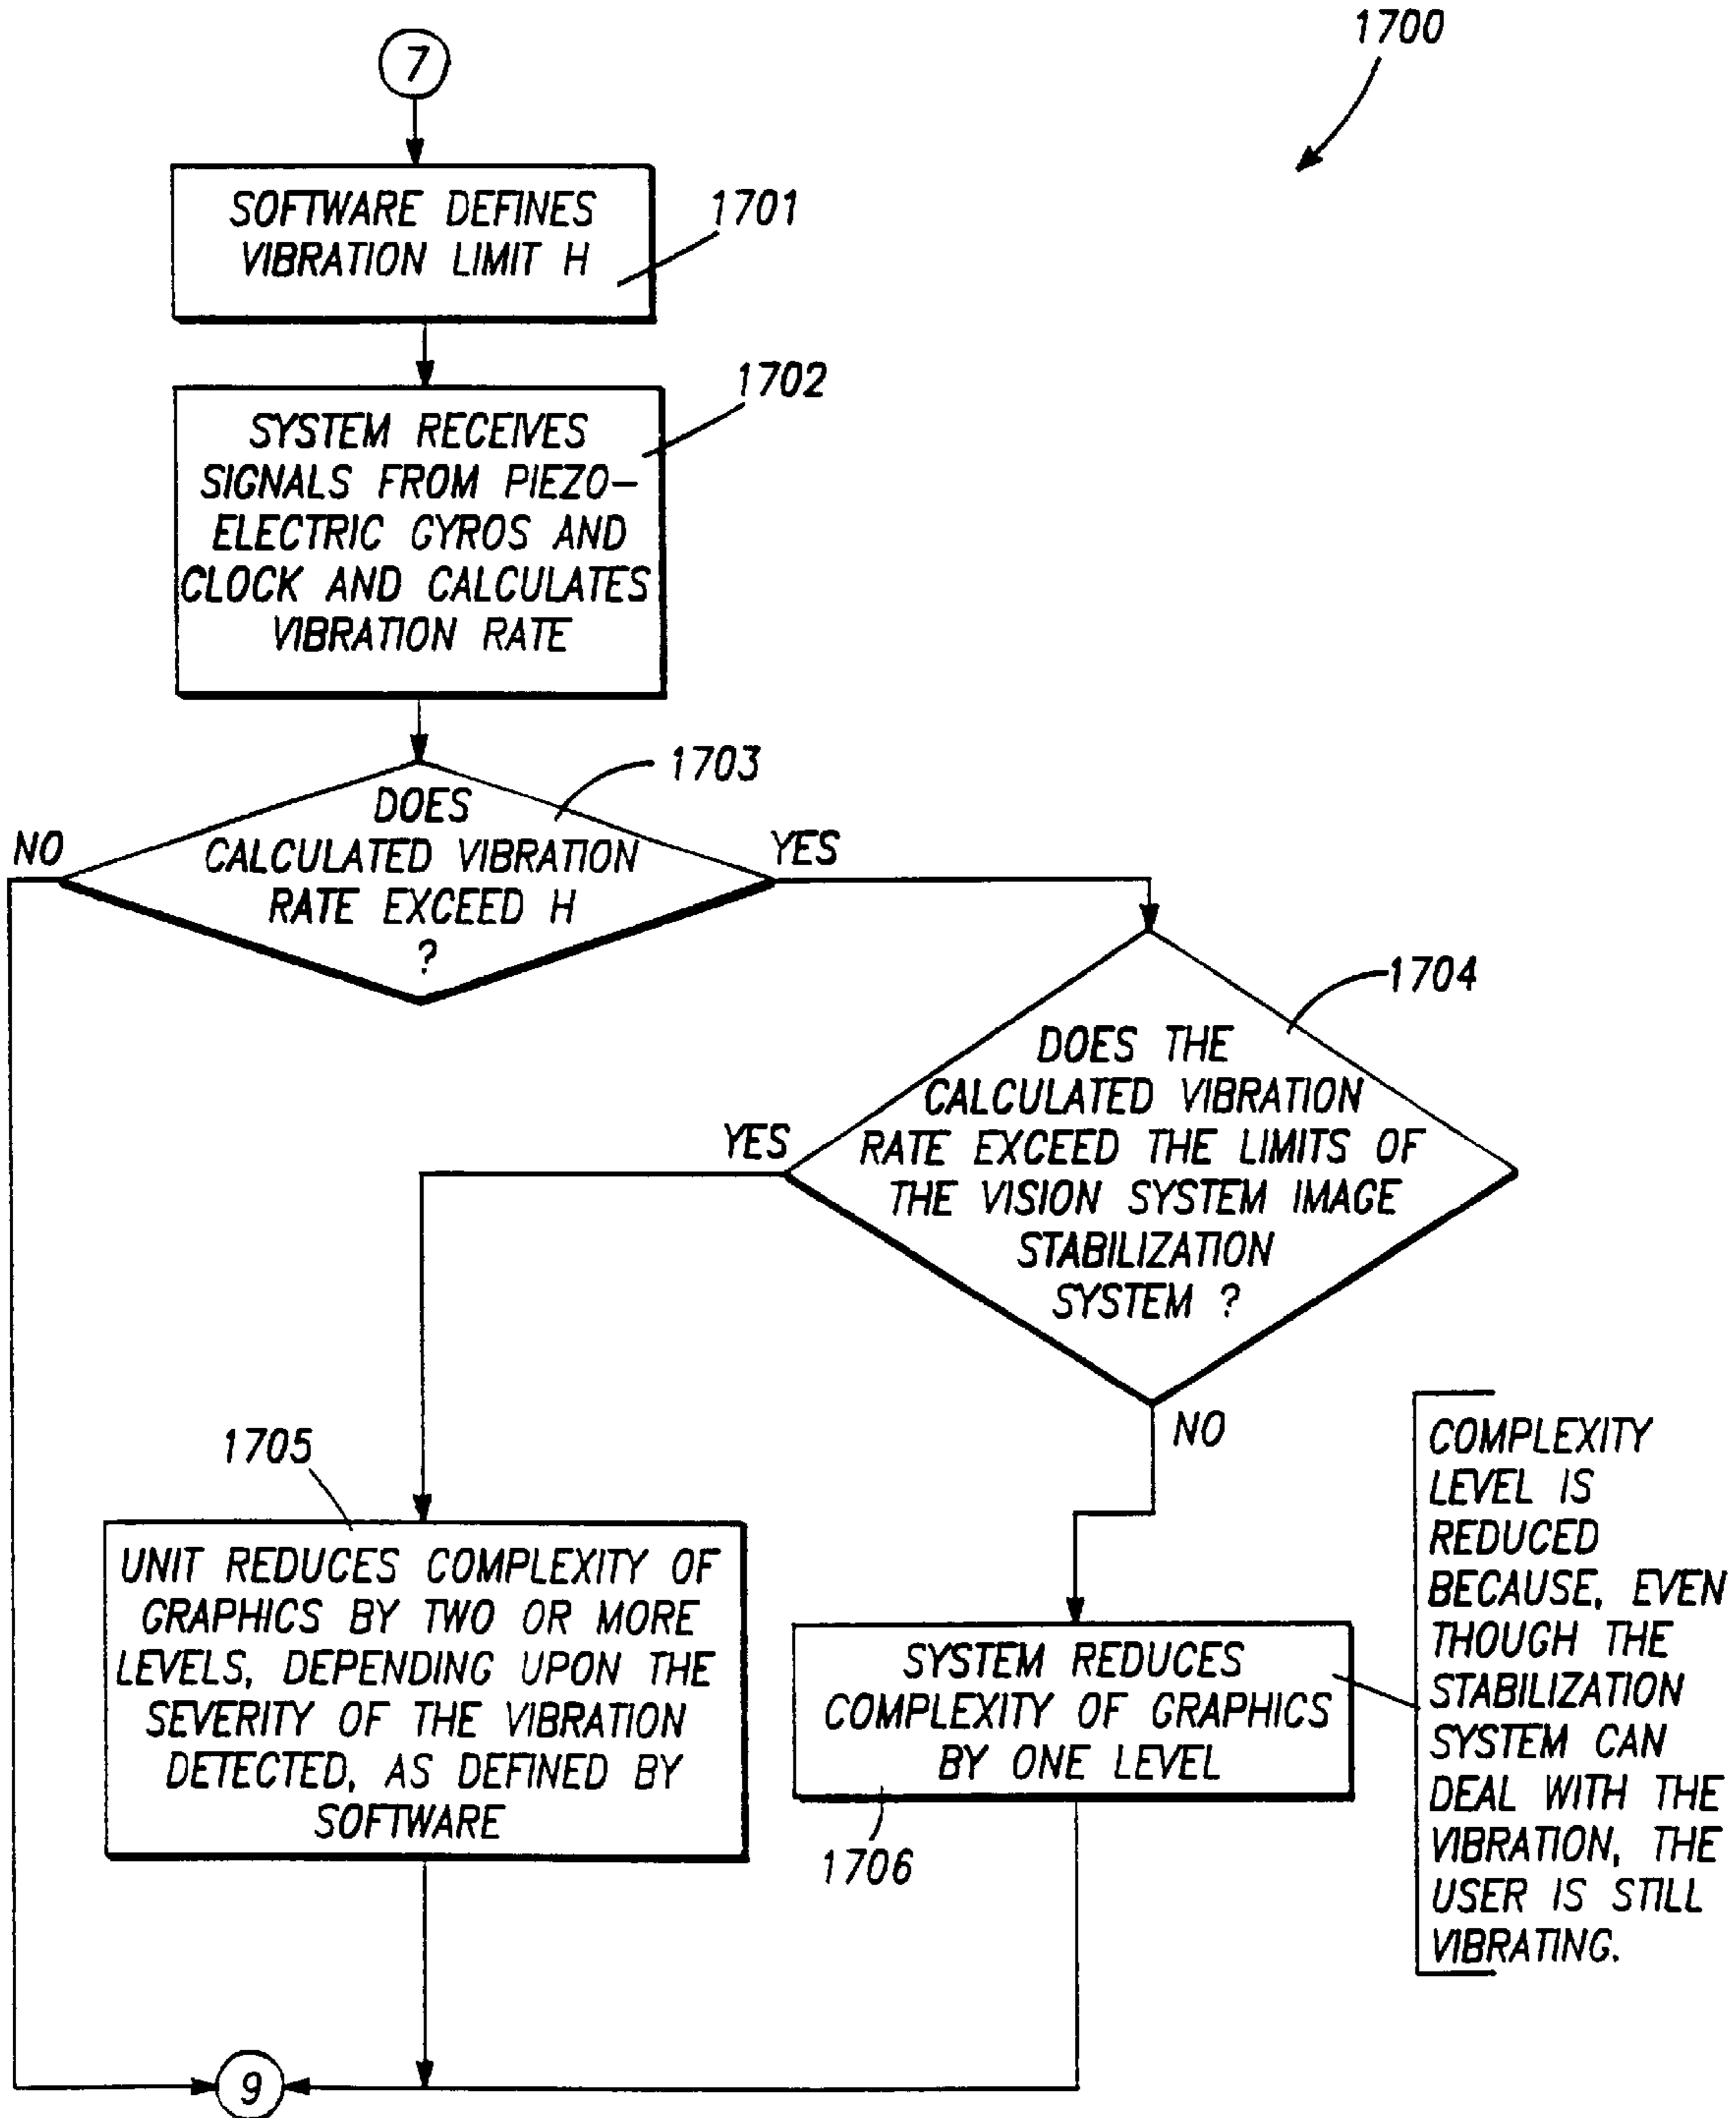 7
1700
SOFTWARE DEFINES
VIBRATION LIMIT H
1701
1702
SYSTEM RECEIVES
SIGNALS FROM PIEZO-
ELECTRIC GYROS AND
CLOCK AND CALCULATES
VIBRATION RATE
1703
DOES
CALCULATED VIBRATION
RATE EXCEED H
?
NO
YES
1704
DOES THE
CALCULATED VIBRATION
RATE EXCEED THE LIMITS OF
THE VISION SYSTEM IMAGE
STABILIZATION
SYSTEM ?
YES
NO
1705
UNIT REDUCES COMPLEXITY OF
GRAPHICS BY TWO OR MORE
LEVELS, DEPENDING UPON THE
SEVERITY OF THE VIBRATION
DETECTED, AS DEFINED BY
SOFTWARE
SYSTEM REDUCES
COMPLEXITY OF GRAPHICS
BY ONE LEVEL
1706
COMPLEXITY
LEVEL IS
REDUCED
BECAUSE, EVEN
THOUGH THE
STABILIZATION
SYSTEM CAN
DEAL WITH THE
VIBRATION, THE
USER IS STILL
VIBRATING.
9